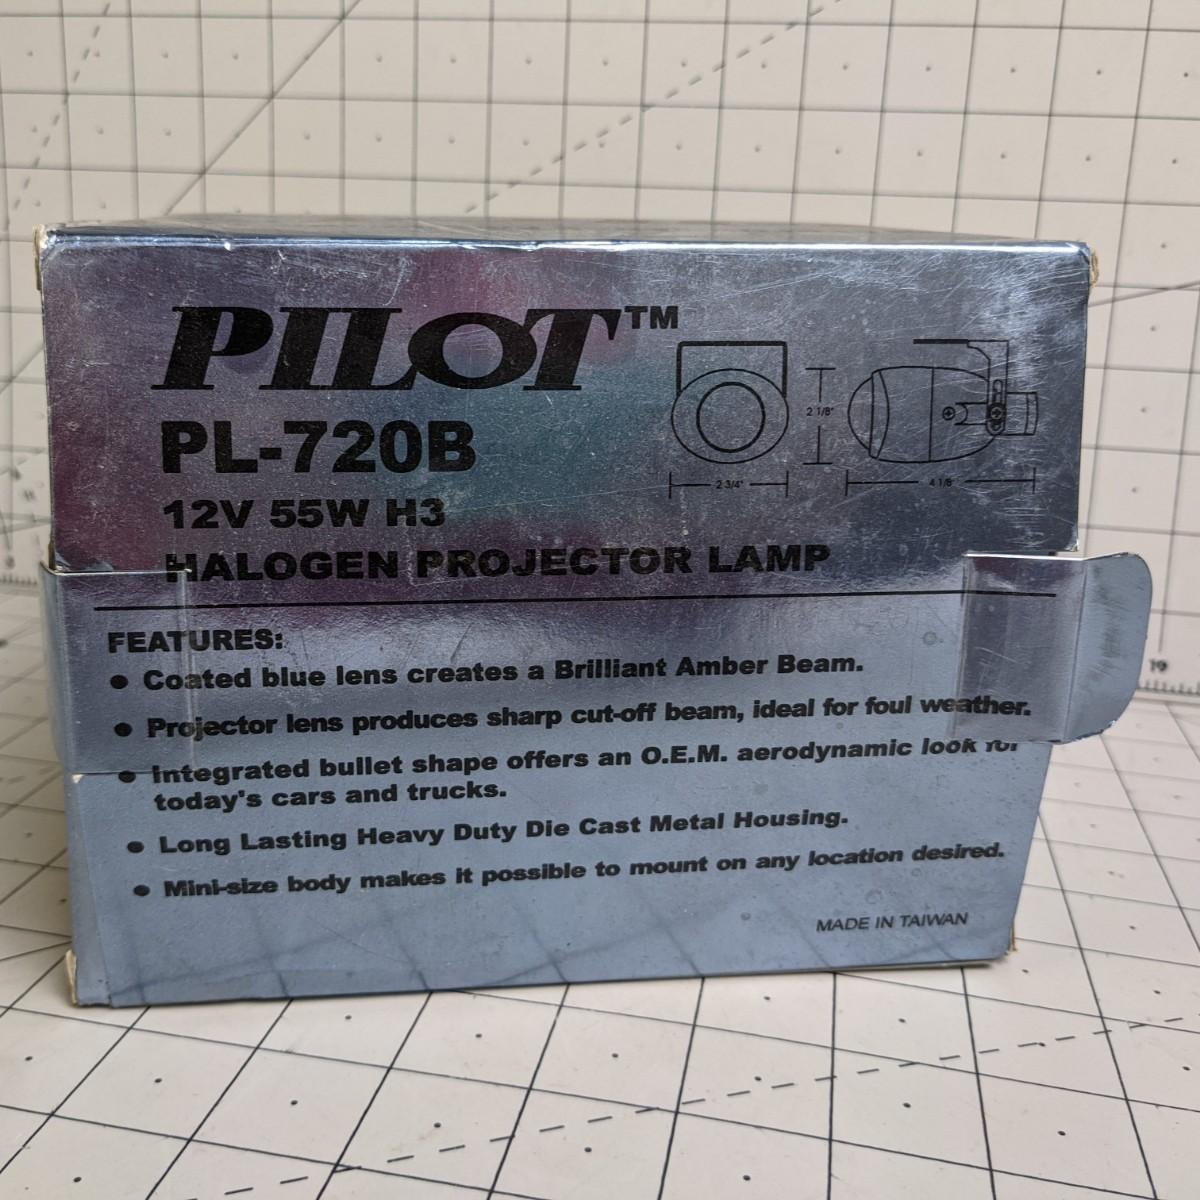 PILOT™
PL-720B
12V 55W H3
HALOGEN PROJECTOR LAMP
2 1/8"
2 3/4"
4 1/8"
FEATURES:
● Coated blue lens creates a Brilliant Amber Beam.
● Projector lens produces sharp cut-off beam, ideal for foul weather.
● Integrated bullet shape offers an O.E.M. aerodynamic look for
today's cars and trucks.
● Long Lasting Heavy Duty Die Cast Metal Housing.
● Mini-size body makes it possible to mount on any location desired.
MADE IN TAIWAN
19